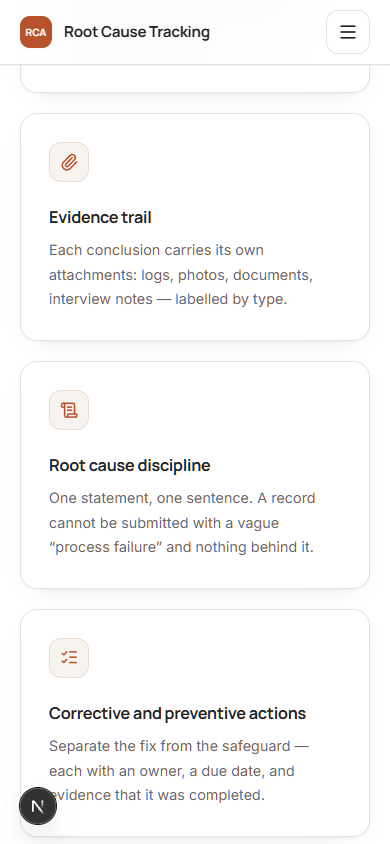 RCA
Root Cause Tracking
Evidence trail
Each conclusion carries its own
attachments: logs, photos, documents,
interview notes — labelled by type.
Root cause discipline
One statement, one sentence. A record
cannot be submitted with a vague
“process failure” and nothing behind it.
Corrective and preventive actions
Separate the fix from the safeguard —
each with an owner, a due date, and
evidence that it was completed.
N